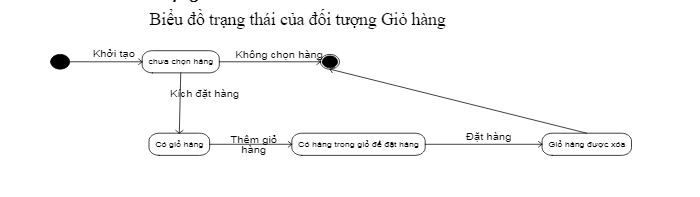 Biểu đồ trạng thái của đối tượng Giỏ hàng
Khởi tạo
chưa chọn hàng
Không chọn hàng
Kích đặt hàng
Có giỏ hàng
Thêm giỏ
hàng
Có hàng trong giỏ để đặt hàng
Đặt hàng
Giỏ hàng được xóa